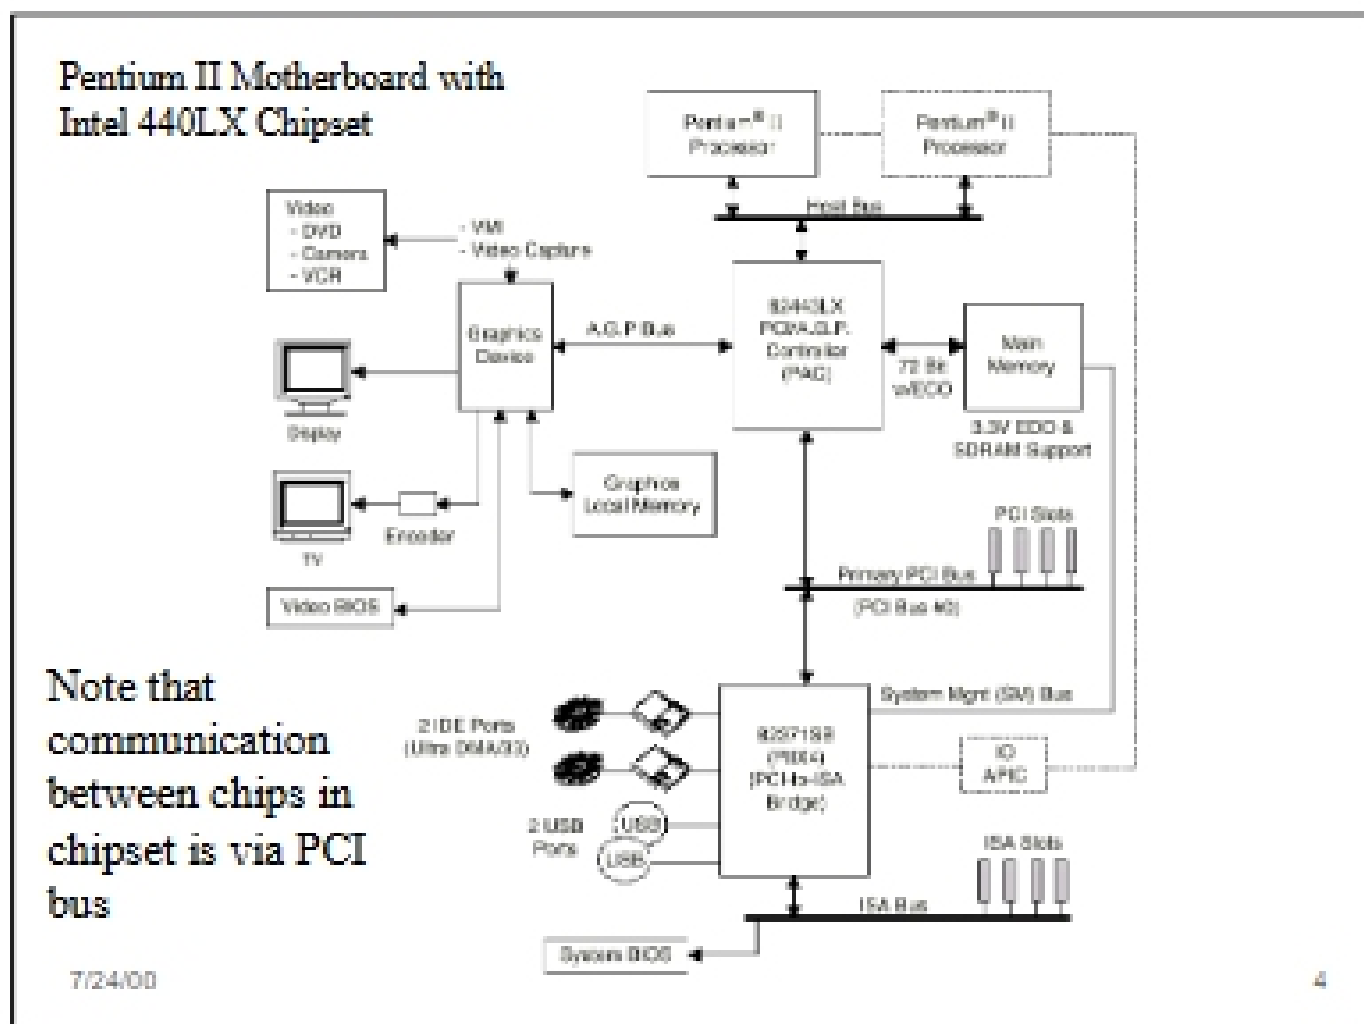 Pentium II Motherboard with
Intel 440LX Chipset
Pentium® II
Processor
Pentium® II
Processor
Host Bus
Video
- DVD
- Camera
- VCR
- VMI
- Video Capture
Graphics
Device
A.G.P Bus
82443LX
PCI/A.G.P.
Controller
(PAC)
72 Bit
w/ECC
Main
Memory
3.3V EDO &
SDRAM Support
Display
Graphics
Local Memory
TV
Encoder
Video BIOS
PCI Slots
Primary PCI Bus
(PCI Bus #0)
Note that
communication
between chips in
chipset is via PCI
bus
System Mgnt (SM) Bus
2 IDE Ports
(Ultra DMA/33)
(PIIX4)
(PCI-to-ISA
Bridge)
IO
APIC
2 USB
Ports
USB
USB
ISA Slots
ISA Bus
System BIOS
7/24/00
4